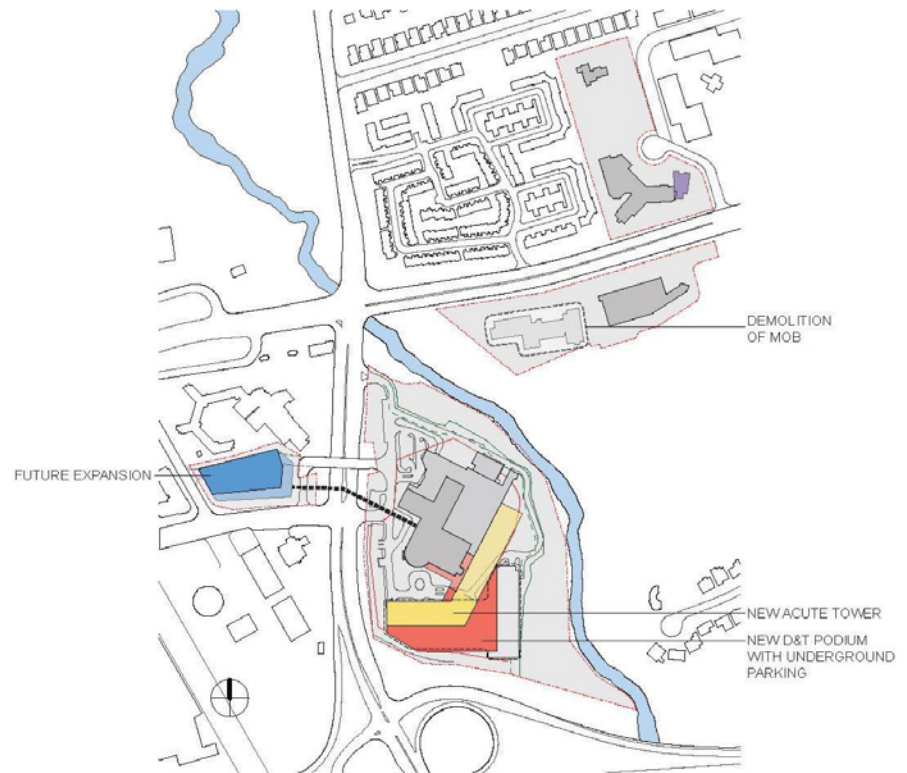 DEMOLITION
OF MOB
FUTURE EXPANSION
NEW ACUTE TOWER
NEW D&T PODIUM
WITH UNDERGROUND
PARKING